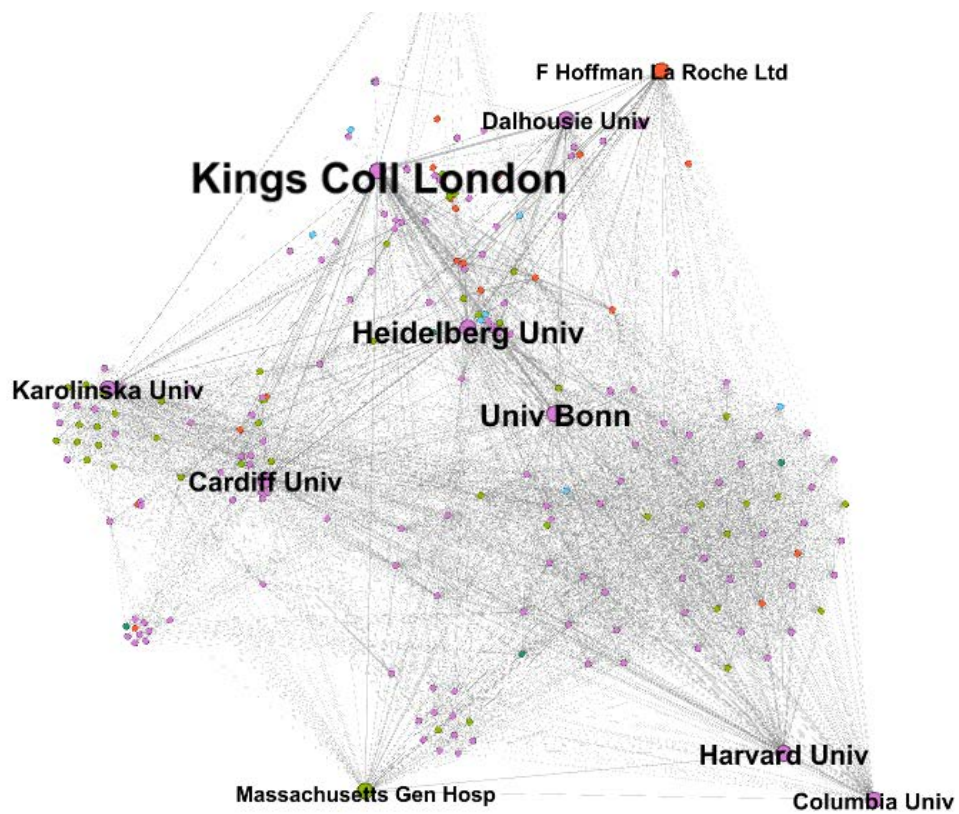 F Hoffman La Roche Ltd
Dalhousie Univ
Kings Coll London
Heidelberg Univ
Karolinska Univ
Univ Bonn
Cardiff Univ
Harvard Univ
Massachusetts Gen Hosp
Columbia Univ